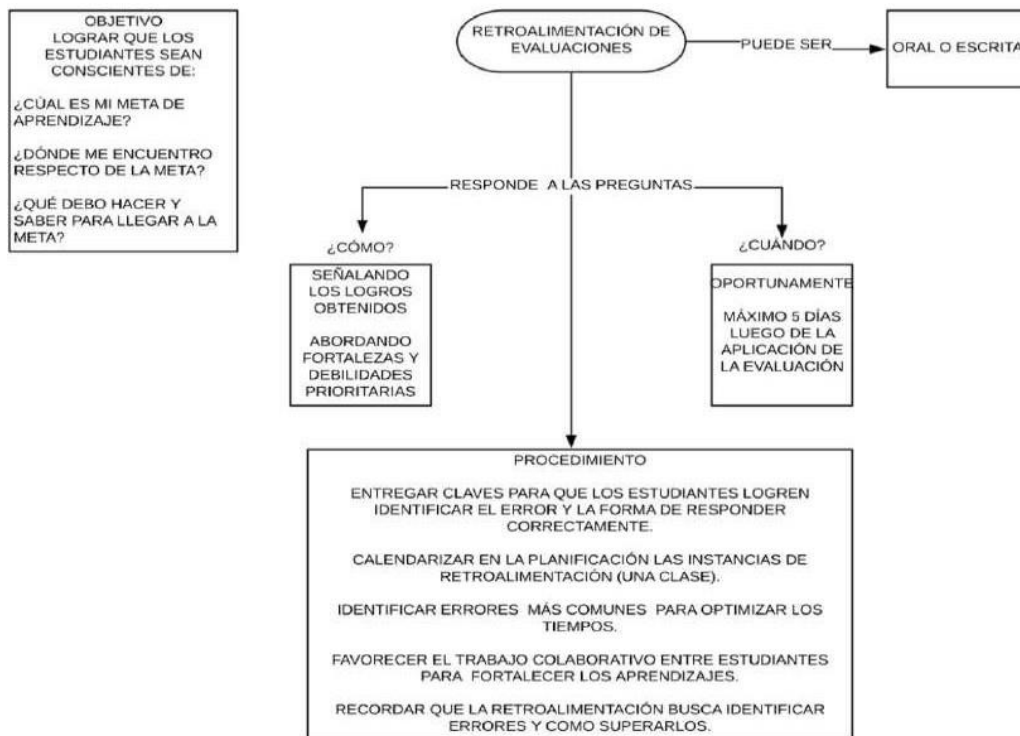 OBJETIVO
LOGRAR QUE LOS
ESTUDIANTES SEAN
CONSCIENTES DE:
¿CÚAL ES MI META DE
APRENDIZAJE?
¿DÓNDE ME ENCUENTRO
RESPECTO DE LA META?
¿QUÉ DEBO HACER Y
SABER PARA LLEGAR A LA
META?
RETROALIMENTACIÓN DE
EVALUACIONES
PUEDE SER
ORAL O ESCRITA
RESPONDE A LAS PREGUNTAS
¿CÓMO?
SEÑALANDO
LOS LOGROS
OBTENIDOS
ABORDANDO
FORTALEZAS Y
DEBILIDADES
PRIORITARIAS
¿CUÁNDO?
OPORTUNAMENTE
MÁXIMO 5 DÍAS
LUEGO DE LA
APLICACIÓN DE
LA EVALUACIÓN
PROCEDIMIENTO
ENTREGAR CLAVES PARA QUE LOS ESTUDIANTES LOGREN
IDENTIFICAR EL ERROR Y LA FORMA DE RESPONDER
CORRECTAMENTE.
CALENDARIZAR EN LA PLANIFICACIÓN LAS INSTANCIAS DE
RETROALIMENTACIÓN (UNA CLASE).
IDENTIFICAR ERRORES MÁS COMUNES PARA OPTIMIZAR LOS
TIEMPOS.
FAVORECER EL TRABAJO COLABORATIVO ENTRE ESTUDIANTES
PARA FORTALECER LOS APRENDIZAJES.
RECORDAR QUE LA RETROALIMENTACIÓN BUSCA IDENTIFICAR
ERRORES Y COMO SUPERARLOS.